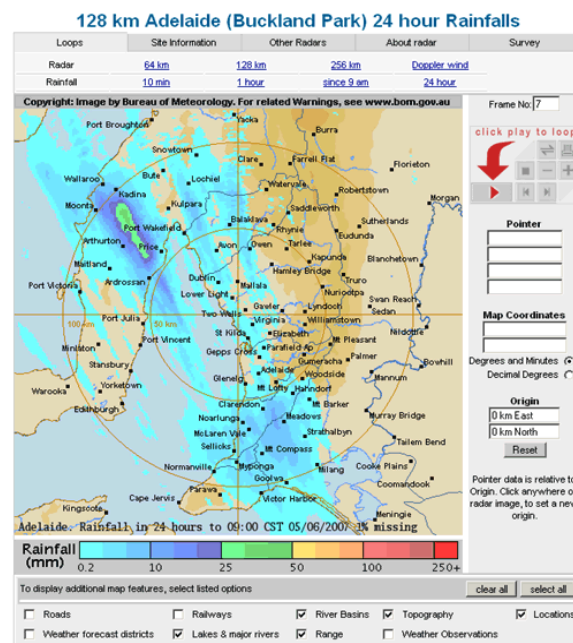 128 km Adelaide (Buckland Park) 24 hour Rainfalls
Loops Site Information Other Radars About radar Survey
Radar 64 km 128 km 256 km Doppler wind
Rainfall 10 min 1 hour since 9 am 24 hour
Copyright: Image by Bureau of Meteorology. For related Warnings, see www.bom.gov.au
Frame No: 7
click play to loop
Port Broughton
Yacka
Burra
Snowtown
Clare
Farrell Flat
Florieton
Bute
Lochiel
Wallaroo
Watervale
Kadina
Robertstown
Morgan
Moonta
Kulpara
Saddleworth
Port Wakefield
Balaklava
Rhynie
Sutherlands
Arthurton
Price
Avon
Owen
Tarlee
Eudunda
Maitland
Kapunda
Blanchetown
Hamley Bridge
Ardrossan
Dublin
Truro
Port Victoria
Mallala
Nuriootpa
Lower Light
Swan Reach
Gawler
Lyndoch
Sedan
Port Julia
Two Wells
Virginia
Williamstown
100 km
50 km
St Kilda
Elizabeth
Nildottie
Minlaton
Port Vincent
Mt Pleasant
Gepps Cross
Parafield Ap
Gumeracha
Palmer
Bowhill
Stansbury
Adelaide
Woodside
Glenelg
Mt Lofty
Hahndorf
Mannum
Warooka
Yorketown
Clarendon
Mt Barker
Edithburgh
Noarlunga
Meadows
Murray Bridge
McLaren Vale
Strathalbyn
Sellicks
Mt Compass
Tailem Bend
Normanville
Myponga
Milang
Cooke Plains
Goolwa
Coomandook
Parawa
Cape Jervis
Victor Harbor
Kingscote
Meningie
Adelaide. Rainfall in 24 hours to 09:00 CST 05/06/2007 1% missing
Pointer
Map Coordinates
Degrees and Minutes
Decimal Degrees
Origin
0 km East
0 km North
Reset
Pointer data is relative to
Origin. Click anywhere o
radar image, to set a new
origin.
Rainfall
(mm)
0.2 10 25 50 100 250+
To display additional map features, select listed options
clear all select all
Roads Railways River Basins Topography Locations
Weather forecast districts Lakes & major rivers Range Weather Observations